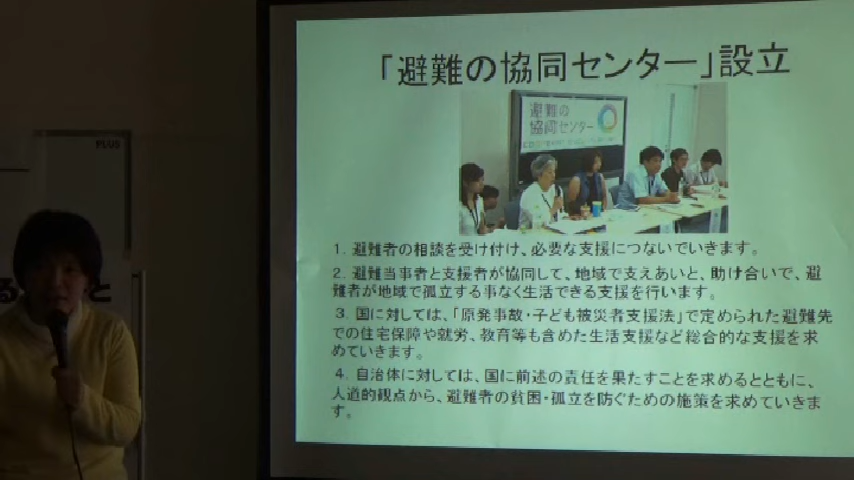 PLUS
「避難の協同センター」設立
避難の
協同センター
1. 避難者の相談を受け付け、必要な支援につないでいきます。
2. 避難当事者と支援者が協同して、地域で支えあいと、助け合いで、避
難者が地域で孤立する事なく生活できる支援を行います。
3. 国に対しては、「原発事故・子ども被災者支援法」で定められた避難先
での住宅保障や就労、教育等も含めた生活支援など総合的な支援を求
めていきます。
4. 自治体に対しては、国に前述の責任を果たすことを求めるとともに、
人道的観点から、避難者の貧困・孤立を防ぐための施策を求めていきま
す。